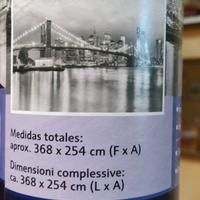 Medidas totales:
aprox. 368 x 254 cm (F x A)
Dimensioni complessive:
ca. 368 x 254 cm (L x A)